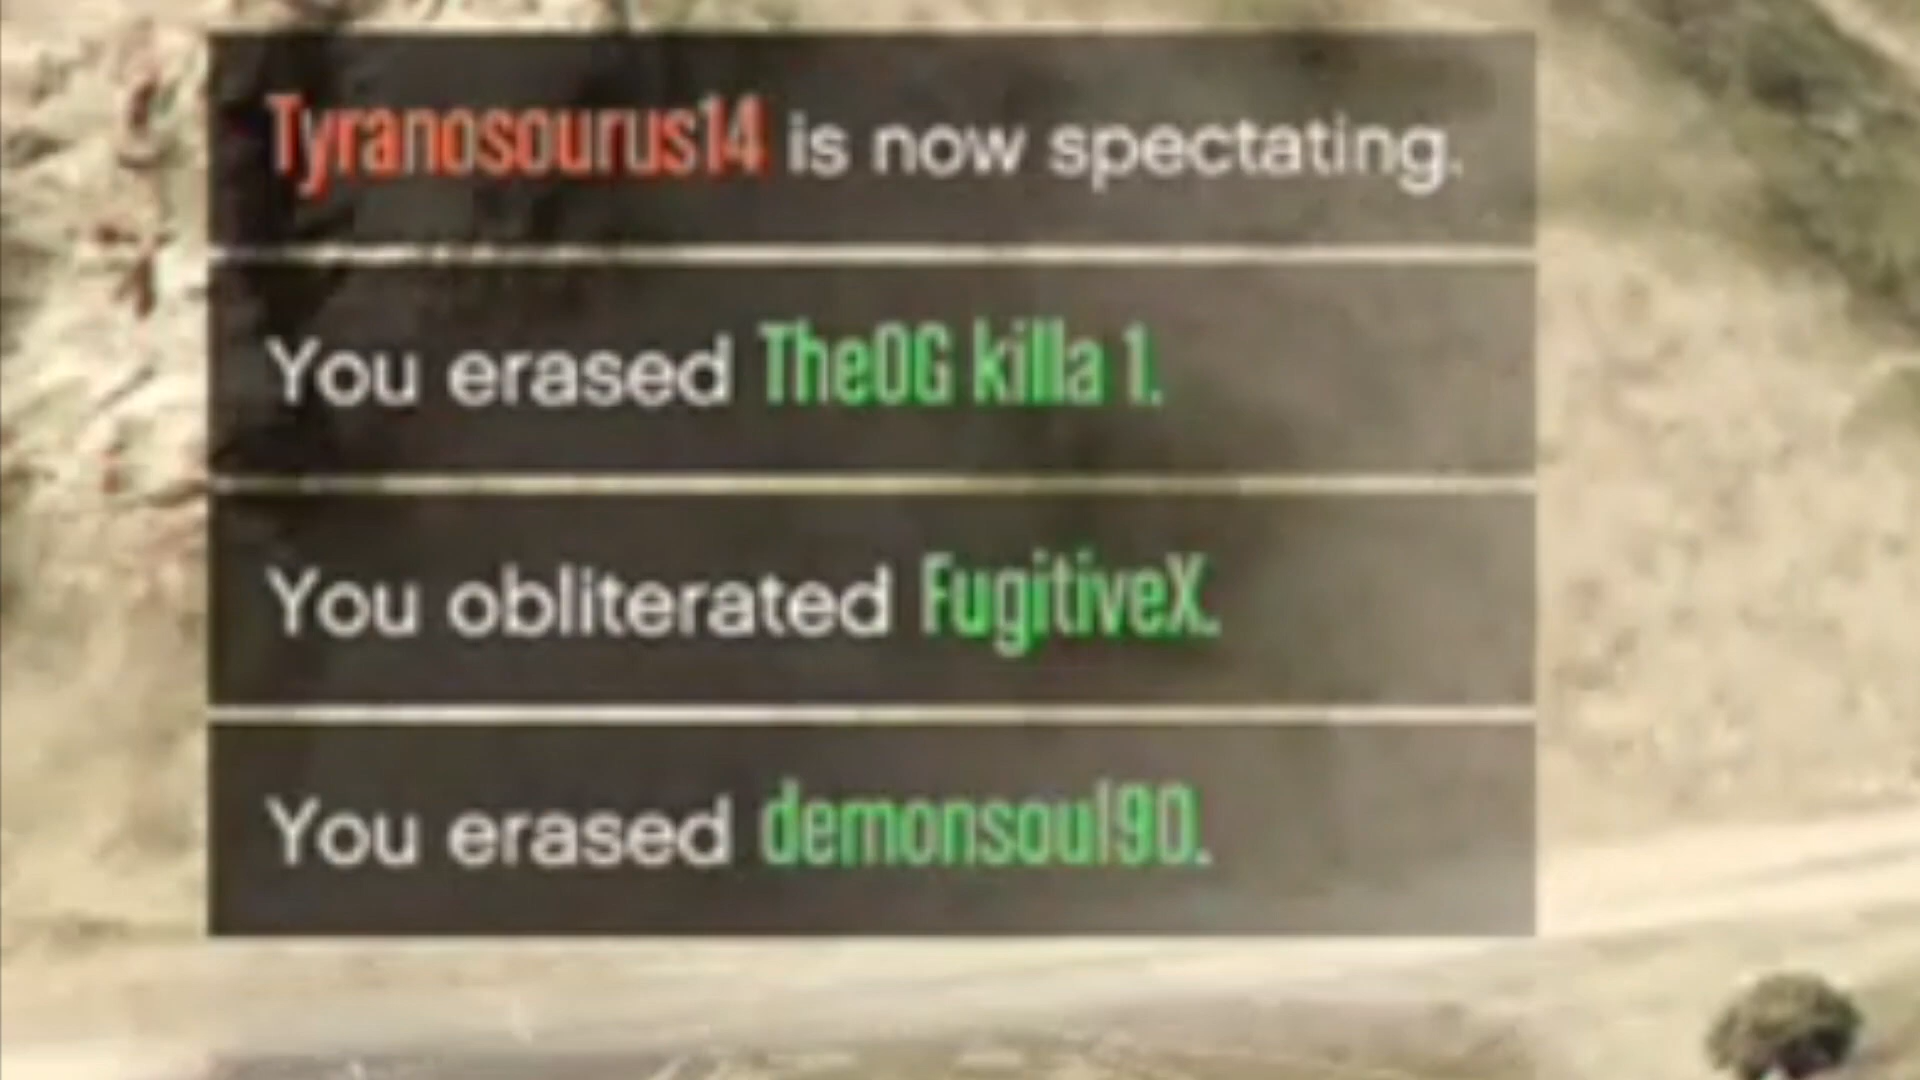 Tyranosourus14 is now spectating.
You erased TheOG killa 1.
You obliterated FugitiveX.
You erased demonsoul90.